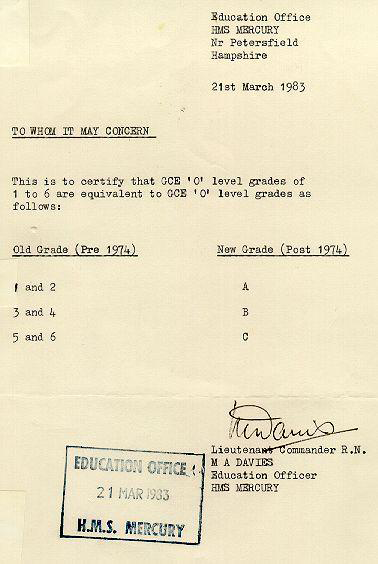 Education Office
HMS MERCURY
Nr Petersfield
Hampshire
21st March 1983
TO WHOM IT MAY CONCERN
This is to certify that GCE 'O' level grades of
1 to 6 are equivalent to GCE 'O' level grades as
follows:
Old Grade (Pre 1974) New Grade (Post 1974)
1 and 2 A
3 and 4 B
5 and 6 C
Lieutenant Commander R.N.
M A DAVIES
Education Officer
HMS MERCURY
EDUCATION OFFICE
21 MAR 1983
H.M.S. MERCURY